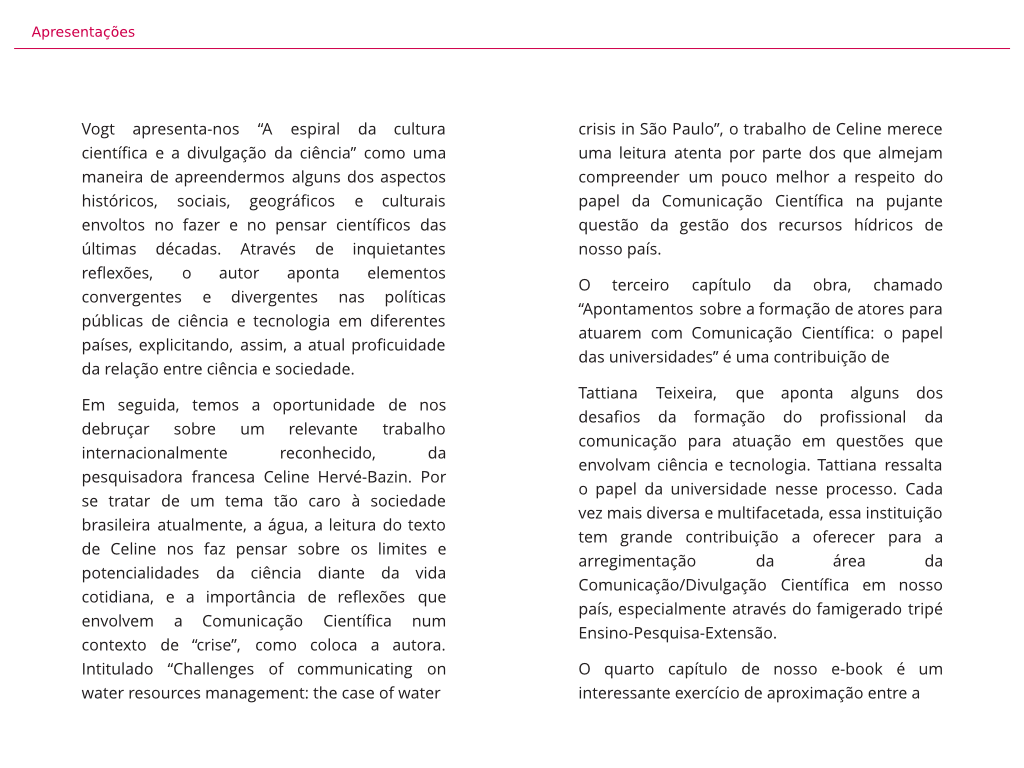 Apresentações
Vogt apresenta-nos “A espiral da cultura
científica e a divulgação da ciência” como uma
maneira de apreendermos alguns dos aspectos
históricos, sociais, geográficos e culturais
envoltos no fazer e no pensar científicos das
últimas décadas. Através de inquietantes
reflexões, o autor aponta elementos
convergentes e divergentes nas políticas
públicas de ciência e tecnologia em diferentes
países, explicitando, assim, a atual proficuidade
da relação entre ciência e sociedade.
Em seguida, temos a oportunidade de nos
debruçar sobre um relevante trabalho
internacionalmente reconhecido, da
pesquisadora francesa Celine Hervé-Bazin. Por
se tratar de um tema tão caro à sociedade
brasileira atualmente, a água, a leitura do texto
de Celine nos faz pensar sobre os limites e
potencialidades da ciência diante da vida
cotidiana, e a importância de reflexões que
envolvem a Comunicação Científica num
contexto de “crise”, como coloca a autora.
Intitulado “Challenges of communicating on
water resources management: the case of water
crisis in São Paulo”, o trabalho de Celine merece
uma leitura atenta por parte dos que almejam
compreender um pouco melhor a respeito do
papel da Comunicação Científica na pujante
questão da gestão dos recursos hídricos de
nosso país.
O terceiro capítulo da obra, chamado
“Apontamentos sobre a formação de atores para
atuarem com Comunicação Científica: o papel
das universidades” é uma contribuição de
Tattiana Teixeira, que aponta alguns dos
desafios da formação do profissional da
comunicação para atuação em questões que
envolvam ciência e tecnologia. Tattiana ressalta
o papel da universidade nesse processo. Cada
vez mais diversa e multifacetada, essa instituição
tem grande contribuição a oferecer para a
arregimentação da área da
Comunicação/Divulgação Científica em nosso
país, especialmente através do famigerado tripé
Ensino-Pesquisa-Extensão.
O quarto capítulo de nosso e-book é um
interessante exercício de aproximação entre a